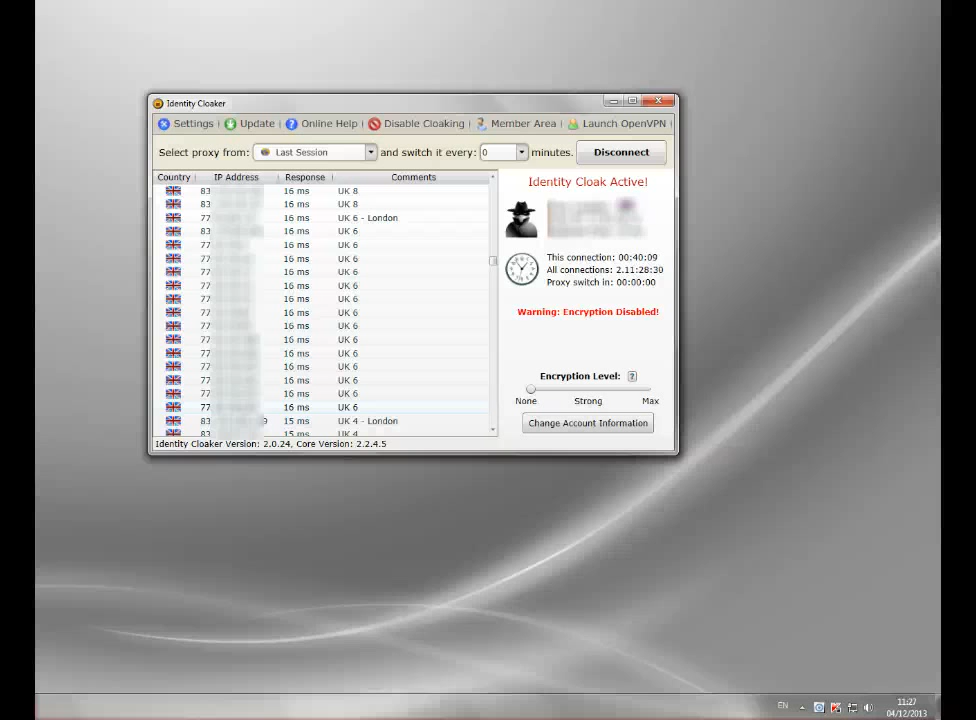 Identity Cloaker
Settings Update Online Help Disable Cloaking Member Area Launch OpenVPN
Select proxy from: Last Session and switch it every: 0 minutes. Disconnect
Country IP Address Response Comments
83 16 ms UK 8
83 16 ms UK 8
77 16 ms UK 6 - London
83 16 ms UK 6
77 16 ms UK 6
77 16 ms UK 6
77 16 ms UK 6
77 16 ms UK 6
77 16 ms UK 6
77 16 ms UK 6
77 16 ms UK 6
77 16 ms UK 6
77 16 ms UK 6
77 16 ms UK 6
77 16 ms UK 6
77 16 ms UK 6
77 16 ms UK 6
83 9 15 ms UK 4 - London
83 15 ms UK 4
Identity Cloak Active!
This connection: 00:40:09
All connections: 2.11:28:30
Proxy switch in: 00:00:00
Warning: Encryption Disabled!
Encryption Level: ?
None Strong Max
Change Account Information
Identity Cloaker Version: 2.0.24, Core Version: 2.2.4.5
EN 11:27
04/12/2013